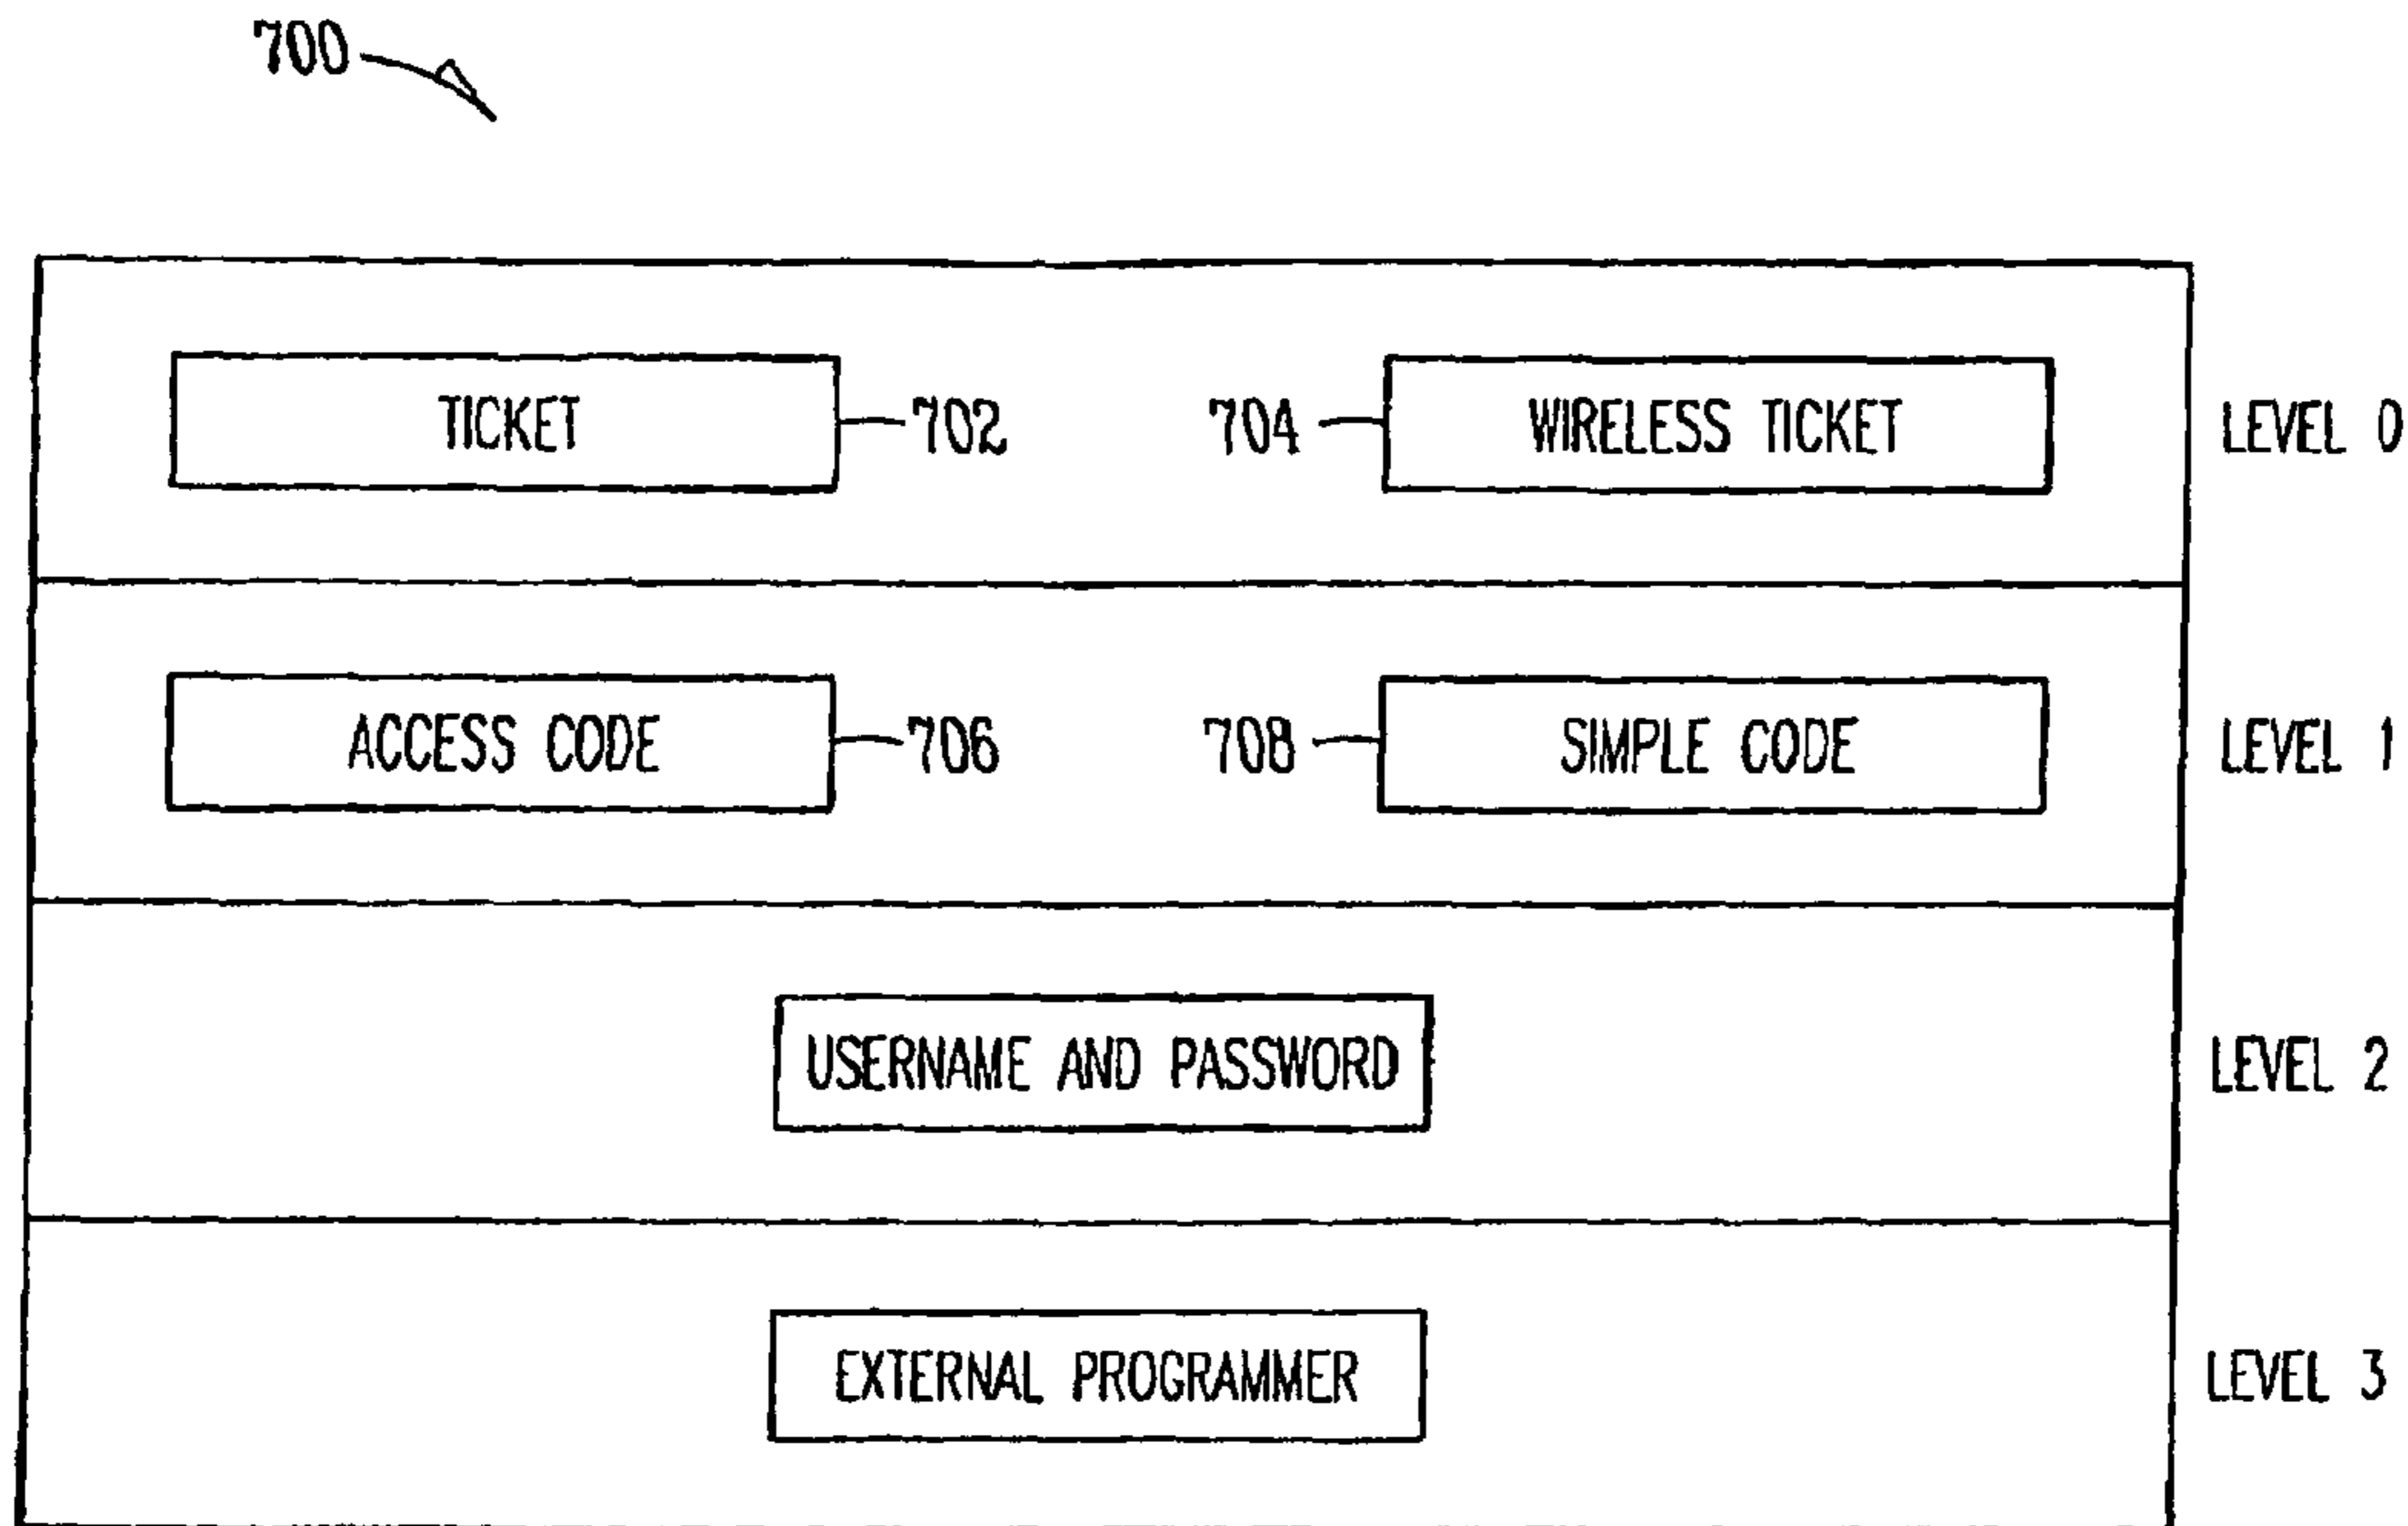 700
TICKET 702 704 WIRELESS TICKET LEVEL 0
ACCESS CODE 706 708 SIMPLE CODE LEVEL 1
USERNAME AND PASSWORD LEVEL 2
EXTERNAL PROGRAMMER LEVEL 3